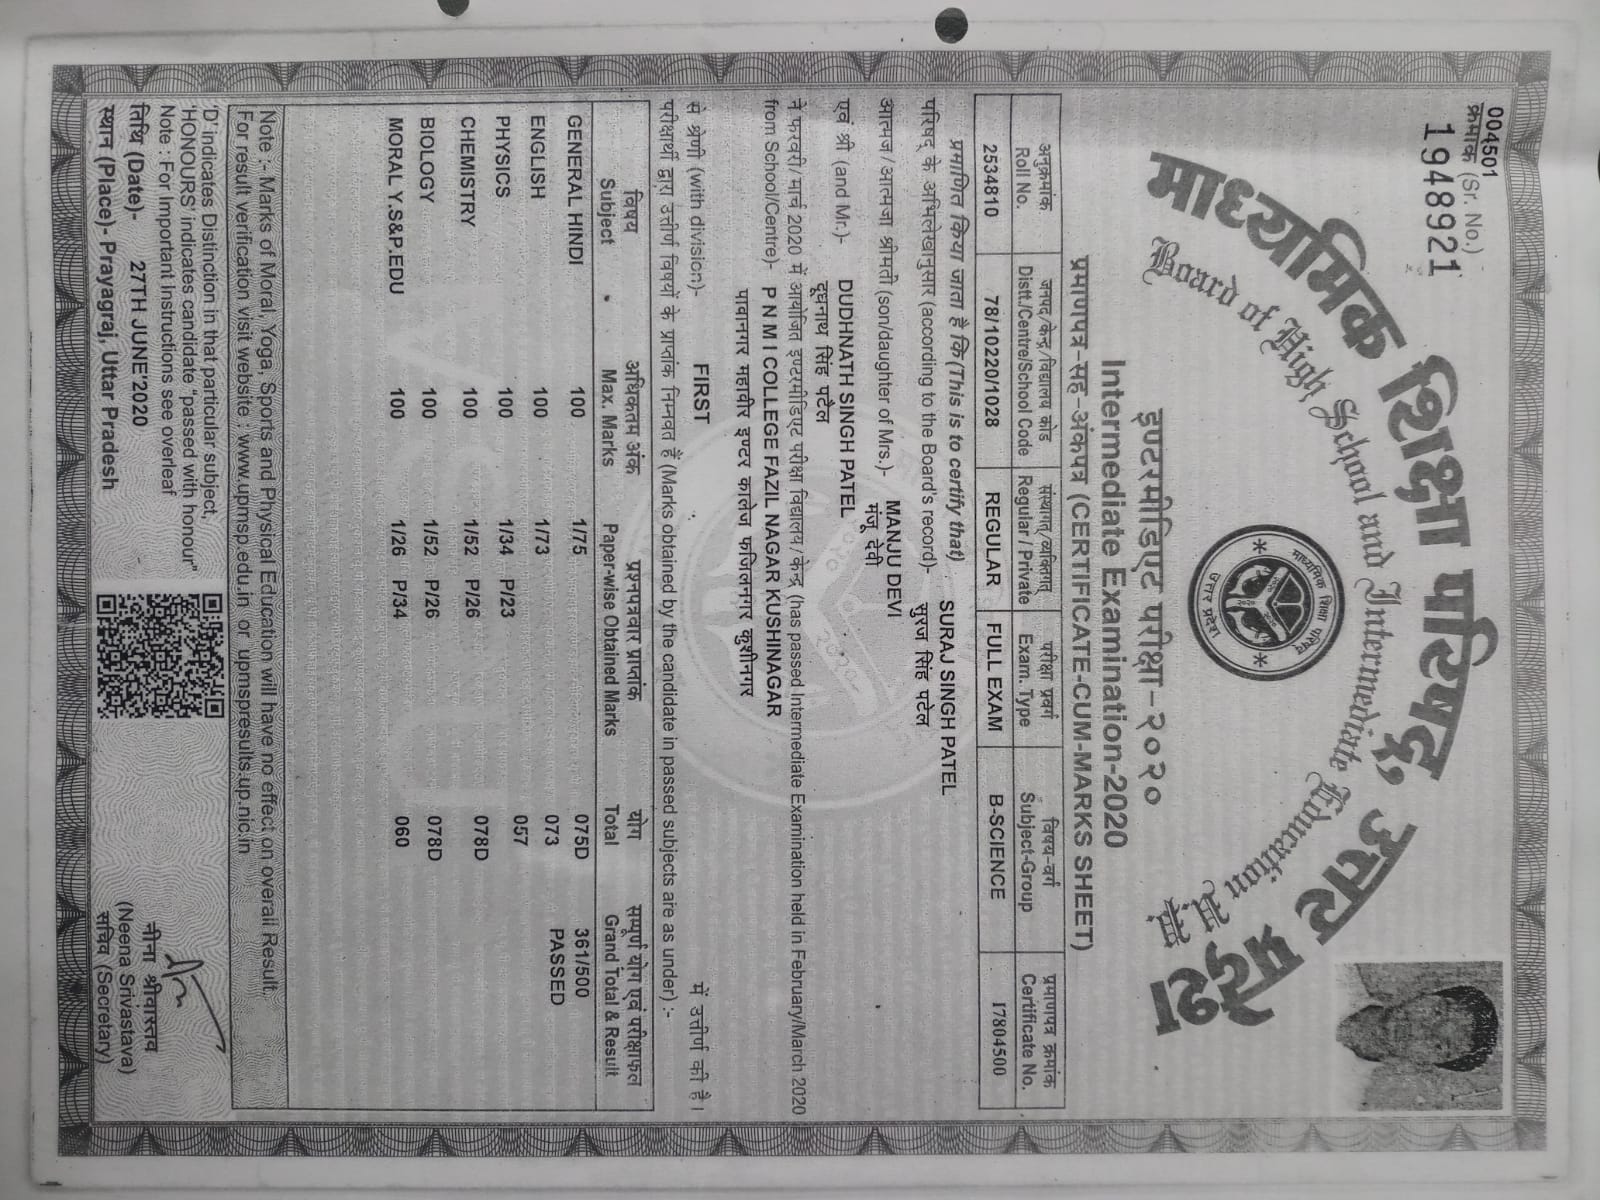 004501
क्रमांक (Sr. No.)
1948921
माध्यमिक शिक्षा परिषद्, उत्तर प्रदेश
Board of High School and Intermediate Education U.P.
माध्यमिक शिक्षा परिषद
उत्तर प्रदेश
इण्टरमीडिएट परीक्षा–२०२०
Intermediate Examination-2020
प्रमाणपत्र–सह–अंकपत्र (CERTIFICATE-CUM-MARKS SHEET)
अनुक्रमांक जनपद/केन्द्र/विद्यालय कोड संस्थागत/व्यक्तिगत परीक्षा प्रवर्ग विषय–वर्ग प्रमाणपत्र क्रमांक
Roll No. Distt./Centre/School Code Regular / Private Exam. Type Subject-Group Certificate No.
2534810 78/10220/1028 REGULAR FULL EXAM B-SCIENCE 17804500
प्रमाणित किया जाता है कि (This is to certify that) SURAJ SINGH PATEL
परिषद् के अभिलेखानुसार (according to the Board's record)- सुरज सिंह पटेल
आत्मज/आत्मजा श्रीमती (son/daughter of Mrs.)- MANJU DEVI
मंजू देवी
एवं श्री (and Mr.)- DUDHNATH SINGH PATEL
दूधनाथ सिंह पटैल
ने फरवरी/मार्च 2020 में आयोजित इण्टरमीडिएट परीक्षा विद्यालय/केन्द्र (has passed Intermediate Examination held in February/March 2020
from School/Centre)- P N M I COLLEGE FAZIL NAGAR KUSHINAGAR
पावानगर महावीर इण्टर कालेज फजिलनगर कुशीनगर
से श्रेणी (with division)- FIRST में उत्तीर्ण की है।
परीक्षार्थी द्वारा उत्तीर्ण विषयों के प्राप्तांक निम्नवत हैं (Marks obtained by the candidate in passed subjects are as under) :-
विषय अधिकतम अंक प्रश्नपत्रवार प्राप्तांक योग सम्पूर्ण योग एवं परीक्षाफल
Subject Max. Marks Paper-wise Obtained Marks Total Grand Total & Result
GENERAL HINDI 100 1/75 075D 361/500
ENGLISH 100 1/73 073 PASSED
PHYSICS 100 1/34 P/23 057
CHEMISTRY 100 1/52 P/26 078D
BIOLOGY 100 1/52 P/26 078D
MORAL Y.S&P.EDU 100 1/26 P/34 060
Note :- Marks of Moral, Yoga, Sports and Physical Education will have no effect on overall Result.
For result verification visit website : www.upmsp.edu.in or upmspresults.up.nic.in
'D' indicates Distinction in that particular subject,
'HONOURS' indicates candidate "passed with honour"
Note : For Important Instructions see overleaf
तिथि (Date)- 27TH JUNE'2020
स्थान (Place)- Prayagraj, Uttar Pradesh
नीना श्रीवास्तव
(Neena Srivastava)
सचिव (Secretary)